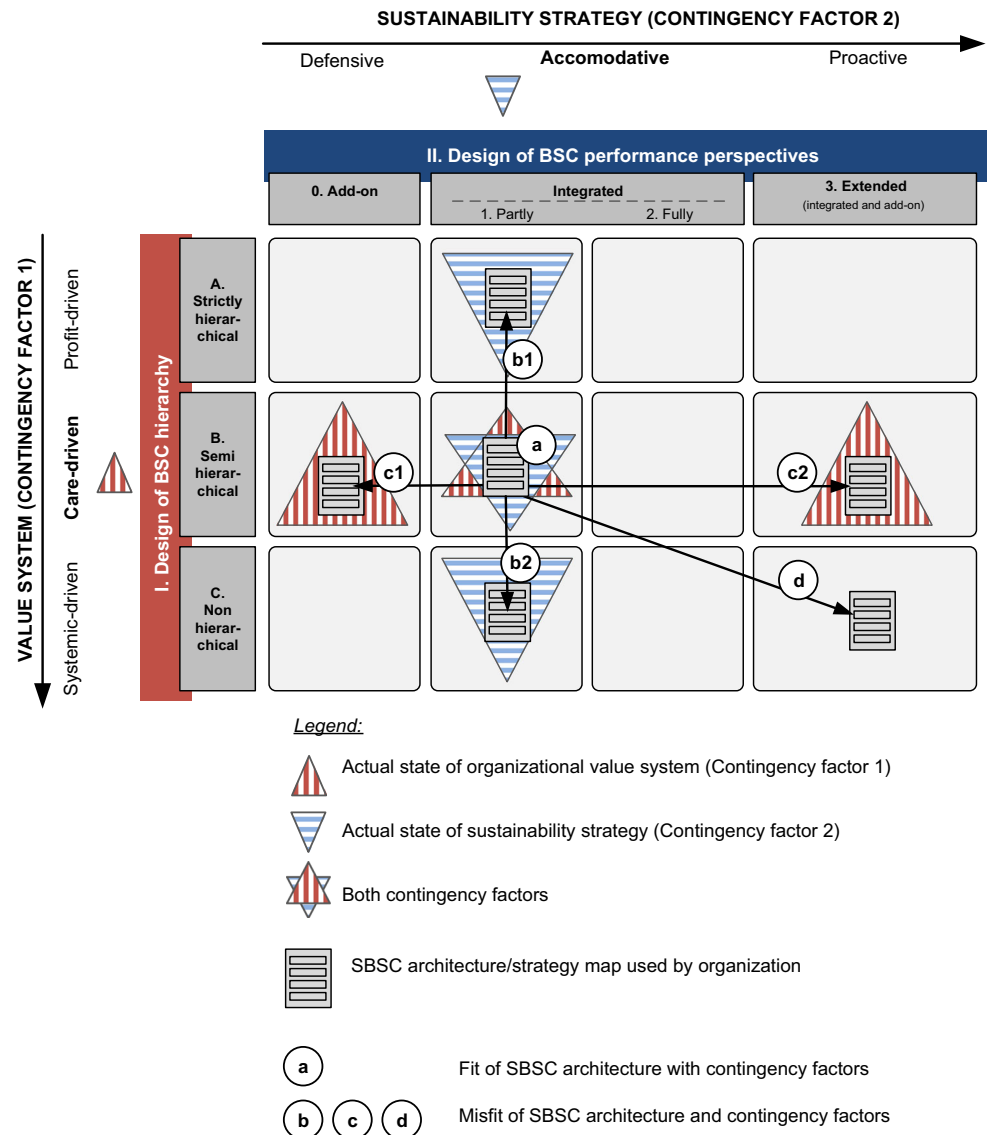 SUSTAINABILITY STRATEGY (CONTINGENCY FACTOR 2)
Defensive
Accomodative
Proactive
II. Design of BSC performance perspectives
0. Add-on
Integrated
1. Partly
2. Fully
3. Extended
(integrated and add-on)
VALUE SYSTEM (CONTINGENCY FACTOR 1)
Profit-driven
Care-driven
Systemic-driven
I. Design of BSC hierarchy
A.
Strictly
hierar-
chical
b1
B.
Semi
hierar-
chical
c1
a
c2
C.
Non
hierar-
chical
b2
d
Legend:
Actual state of organizational value system (Contingency factor 1)
Actual state of sustainability strategy (Contingency factor 2)
Both contingency factors
SBSC architecture/strategy map used by organization
a Fit of SBSC architecture with contingency factors
b c d Misfit of SBSC architecture and contingency factors